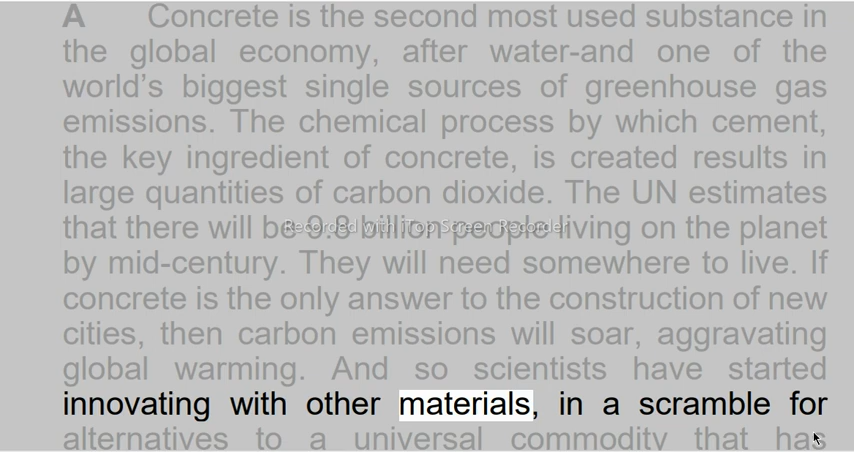 A Concrete is the second most used substance in
the global economy, after water-and one of the
world’s biggest single sources of greenhouse gas
emissions. The chemical process by which cement,
the key ingredient of concrete, is created results in
large quantities of carbon dioxide. The UN estimates
that there will be 9.8 billion people living on the planet
Recorded with iTop Screen Recorder
by mid-century. They will need somewhere to live. If
concrete is the only answer to the construction of new
cities, then carbon emissions will soar, aggravating
global warming. And so scientists have started
innovating with other materials, in a scramble for
alternatives to a universal commodity that has